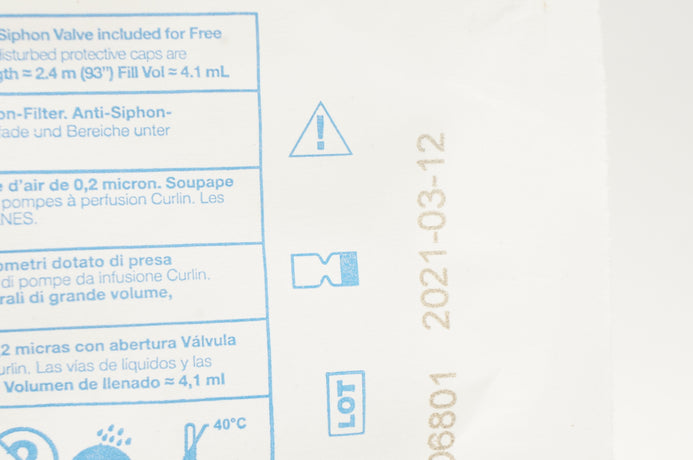 Siphon Valve included for Free
disturbed protective caps are
gth ≈ 2.4 m (93") Fill Vol ≈ 4.1 mL
on-Filter. Anti-Siphon-
fade und Bereiche unter
e d'air de 0,2 micron. Soupape
pompes à perfusion Curlin. Les
NES.
ometri dotato di presa
di pompe da infusione Curlin.
rali di grande volume,
,2 micras con abertura Válvula
urlin. Las vías de líquidos y las
Volumen de llenado ≈ 4,1 ml
40°C
!
2021-03-12
LOT
06801